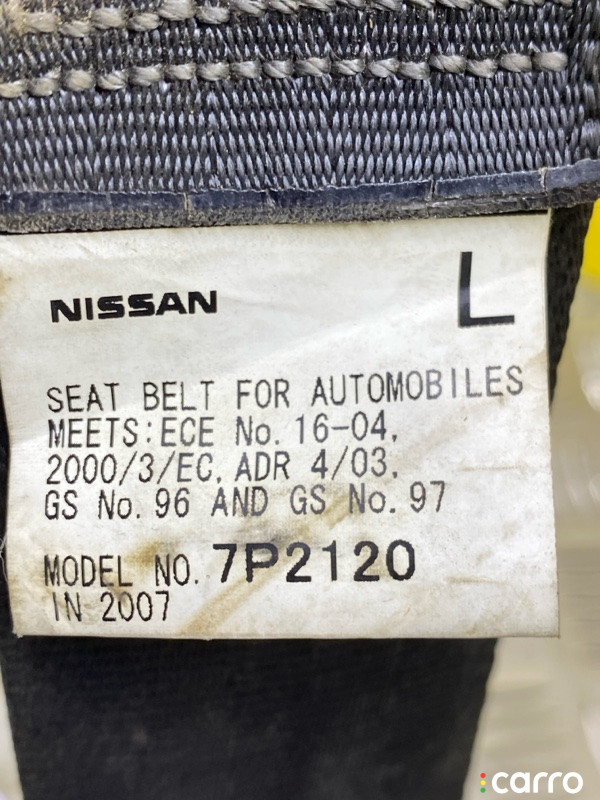 NISSAN
L
SEAT BELT FOR AUTOMOBILES
MEETS:ECE No. 16-04,
2000/3/EC, ADR 4/03,
GS No. 96 AND GS No. 97
MODEL NO. 7P2120
IN 2007
carro